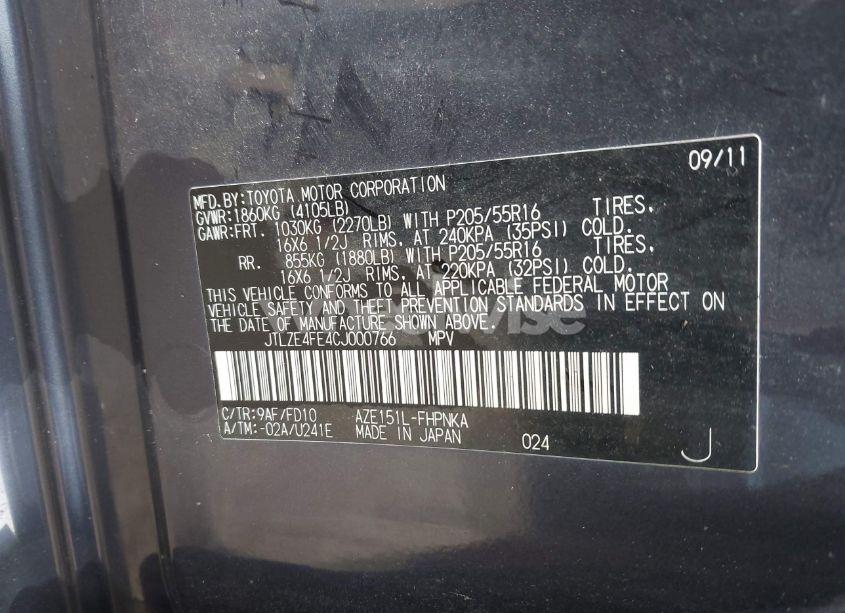 09/11
MFD.BY:TOYOTA MOTOR CORPORATION
GVWR:1860KG (4105LB)
GAWR:FRT. 1030KG (2270LB) WITH P205/55R16 TIRES.
16X6 1/2J RIMS. AT 240KPA (35PSI) COLD.
RR. 855KG (1880LB) WITH P205/55R16 TIRES.
16X6 1/2J RIMS. AT 220KPA (32PSI) COLD.
THIS VEHICLE CONFORMS TO ALL APPLICABLE FEDERAL MOTOR
VEHICLE SAFETY AND THEFT PREVENTION STANDARDS IN EFFECT ON
THE DATE OF MANUFACTURE SHOWN ABOVE.
JTLZE4FE4CJ000766 MPV
C/TR:9AF/FD10 AZE151L-FHPNKA
A/TM:-02A/U241E MADE IN JAPAN 024 J